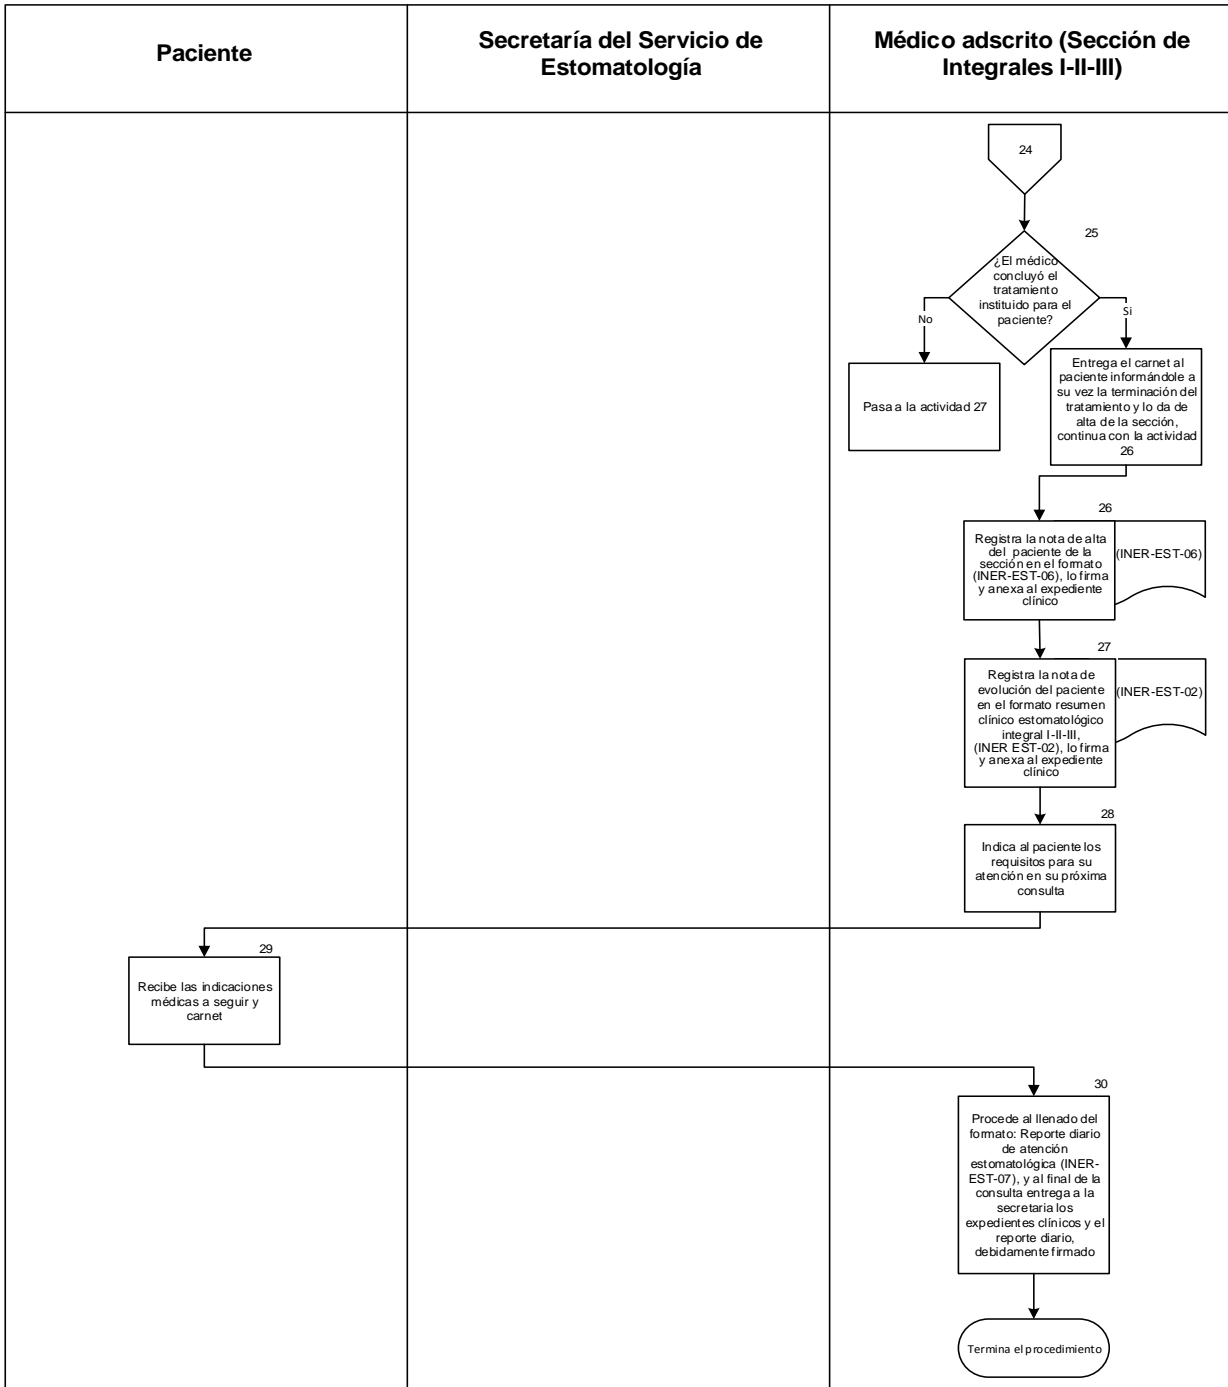 Paciente
Secretaría del Servicio de
Estomatología
Médico adscrito (Sección de
Integrales I-II-III)
24
25
¿El médico
concluyó el
tratamiento
instituido para el
paciente?
No
Si
Pasa a la actividad 27
Entrega el carnet al
paciente informándole a
su vez la terminación del
tratamiento y lo da de
alta de la sección,
continua con la actividad
26
26
Registra la nota de alta
del paciente de la
sección en el formato
(INER-EST-06), lo firma
y anexa al expediente
clínico
(INER-EST-06)
27
Registra la nota de
evolución del paciente
en el formato resumen
clínico estomatológico
integral I-II-III,
(INER EST-02), lo firma
y anexa al expediente
clínico
(INER-EST-02)
28
Indica al paciente los
requisitos para su
atención en su próxima
consulta
29
Recibe las indicaciones
médicas a seguir y
carnet
30
Procede al llenado del
formato: Reporte diario
de atención
estomatológica (INER-
EST-07), y al final de la
consulta entrega a la
secretaria los
expedientes clínicos y el
reporte diario,
debidamente firmado
Termina el procedimiento